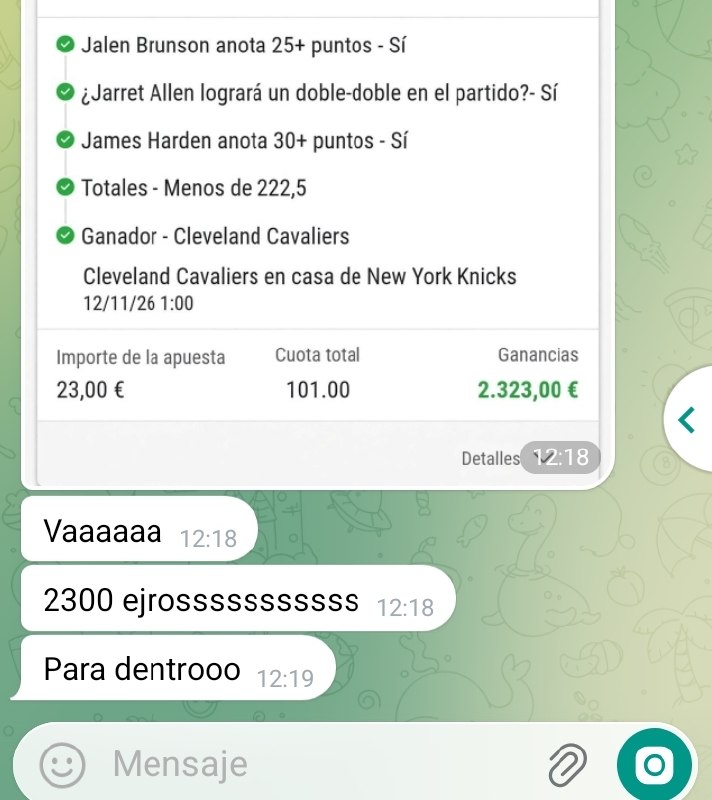 Jalen Brunson anota 25+ puntos - Sí
¿Jarret Allen logrará un doble-doble en el partido?- Sí
James Harden anota 30+ puntos - Sí
Totales - Menos de 222,5
Ganador - Cleveland Cavaliers
Cleveland Cavaliers en casa de New York Knicks
12/11/26 1:00
Importe de la apuesta Cuota total Ganancias
23,00 € 101.00 2.323,00 €
Detalles 12:18
Vaaaaaa 12:18
2300 ejrosssssssssss 12:18
Para dentrooo 12:19
Mensaje